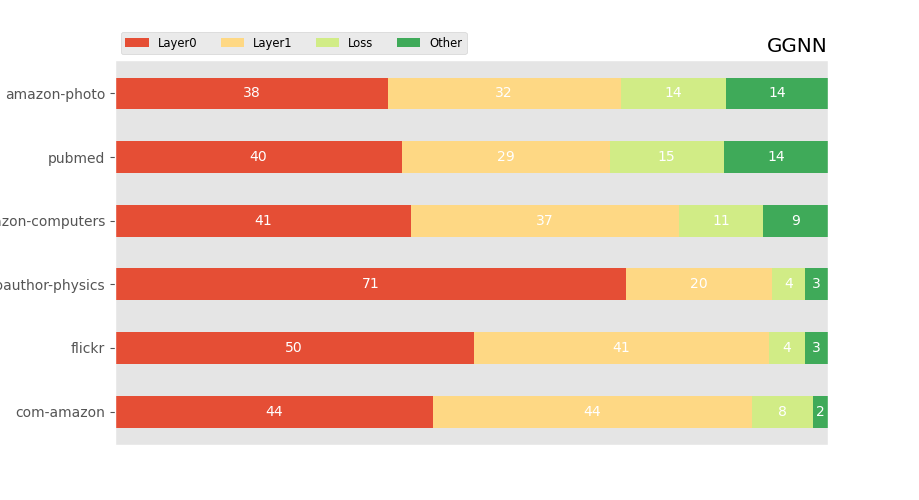 Layer0 Layer1 Loss Other
GGNN
amazon-photo 38 32 14 14
pubmed 40 29 15 14
zon-computers 41 37 11 9
oauthor-physics 71 20 4 3
flickr 50 41 4 3
com-amazon 44 44 8 2